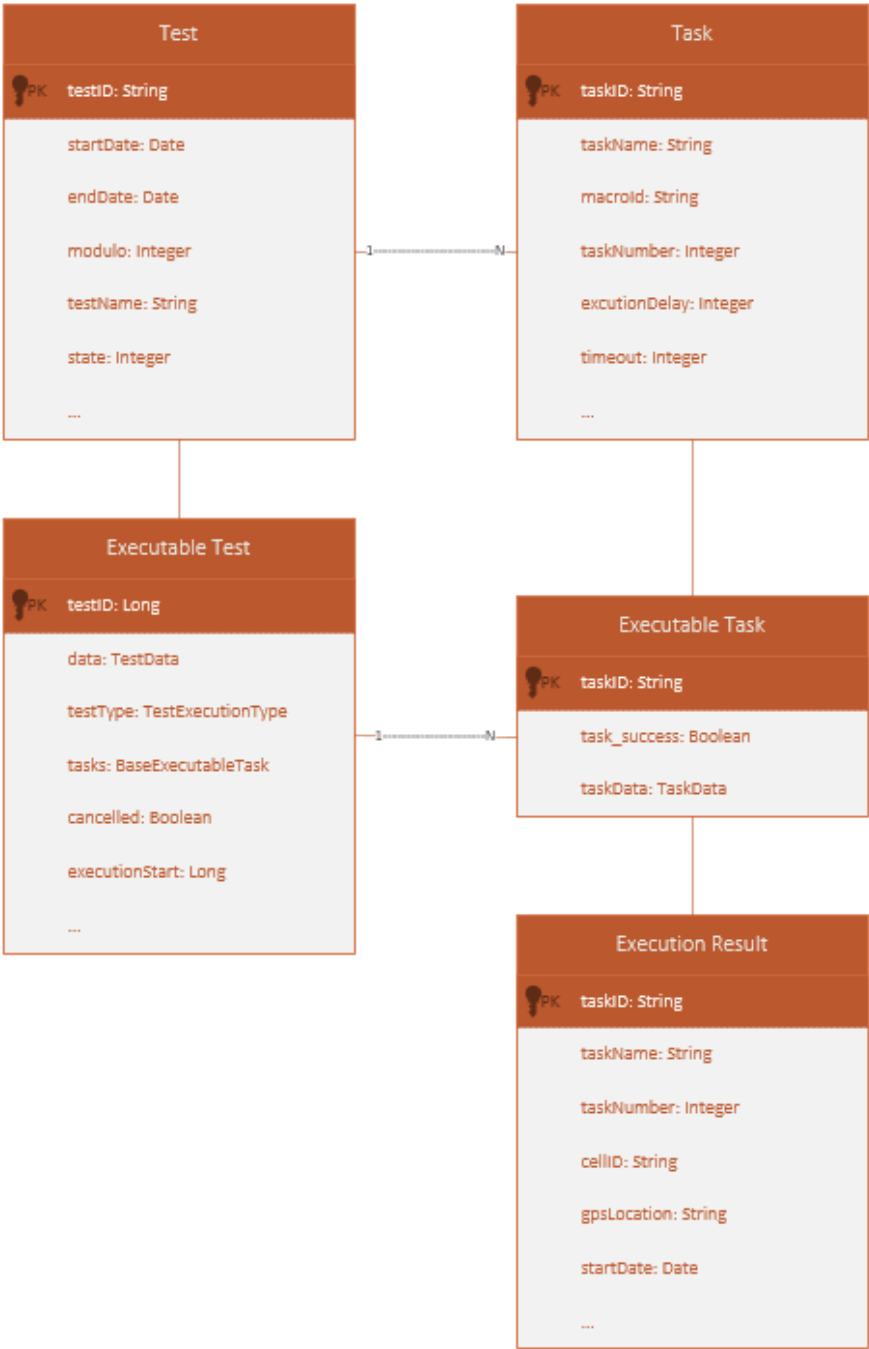 Test
PK testID: String
startDate: Date
endDate: Date
modulo: Integer
testName: String
state: Integer
...
Task
PK taskID: String
taskName: String
macroId: String
taskNumber: Integer
excutionDelay: Integer
timeout: Integer
...
1 N
Executable Test
PK testID: Long
data: TestData
testType: TestExecutionType
tasks: BaseExecutableTask
cancelled: Boolean
executionStart: Long
...
1 N
Executable Task
PK taskID: String
task_success: Boolean
taskData: TaskData
Execution Result
PK taskID: String
taskName: String
taskNumber: Integer
cellID: String
gpsLocation: String
startDate: Date
...